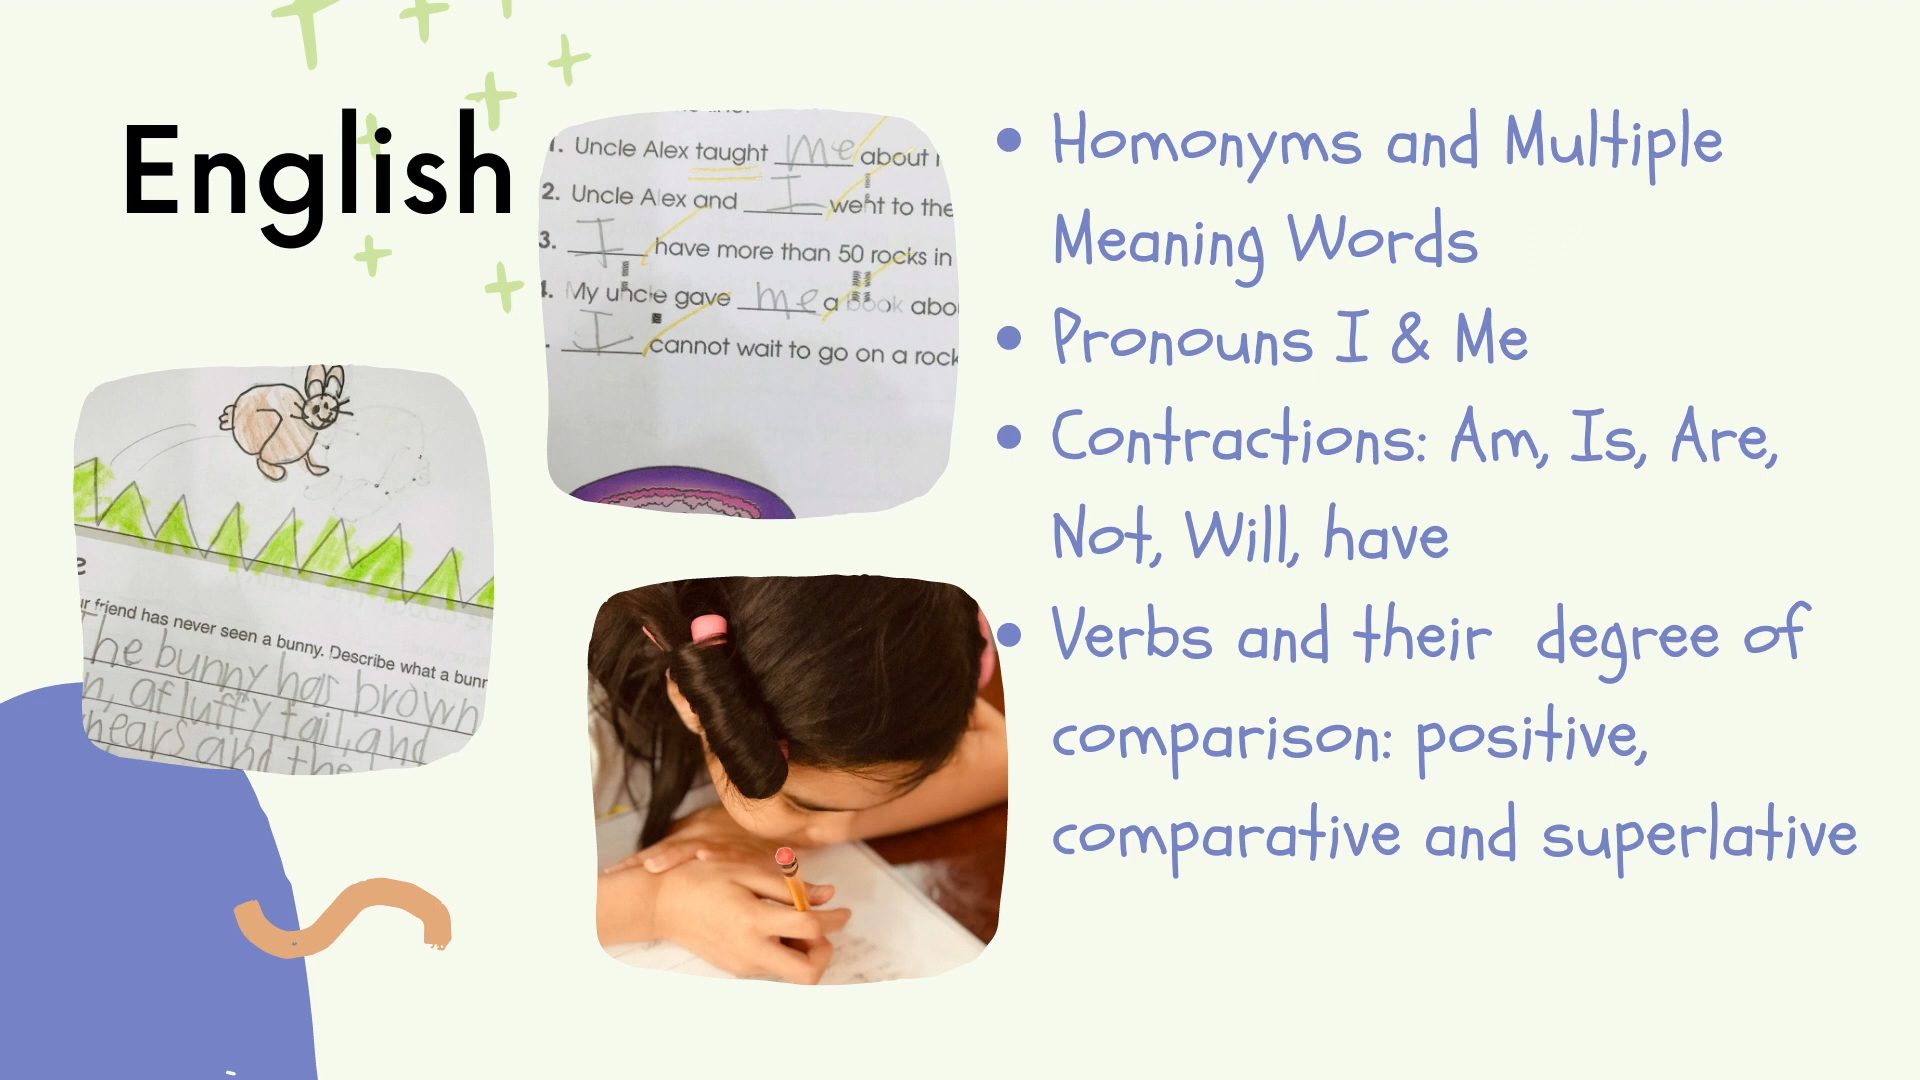 English
1. Uncle Alex taught me about
2. Uncle Alex and I went to the
3. I have more than 50 rocks in
4. My uncle gave me a book
. I cannot wait to go on a rock
ur friend has never seen a bunny. Describe what a bunn
The bunny has brown
, a fluffy tail, and
ears and the
• Homonyms and Multiple
Meaning Words
• Pronouns I & Me
• Contractions: Am, Is, Are,
Not, Will, have
• Verbs and their degree of
comparison: positive,
comparative and superlative